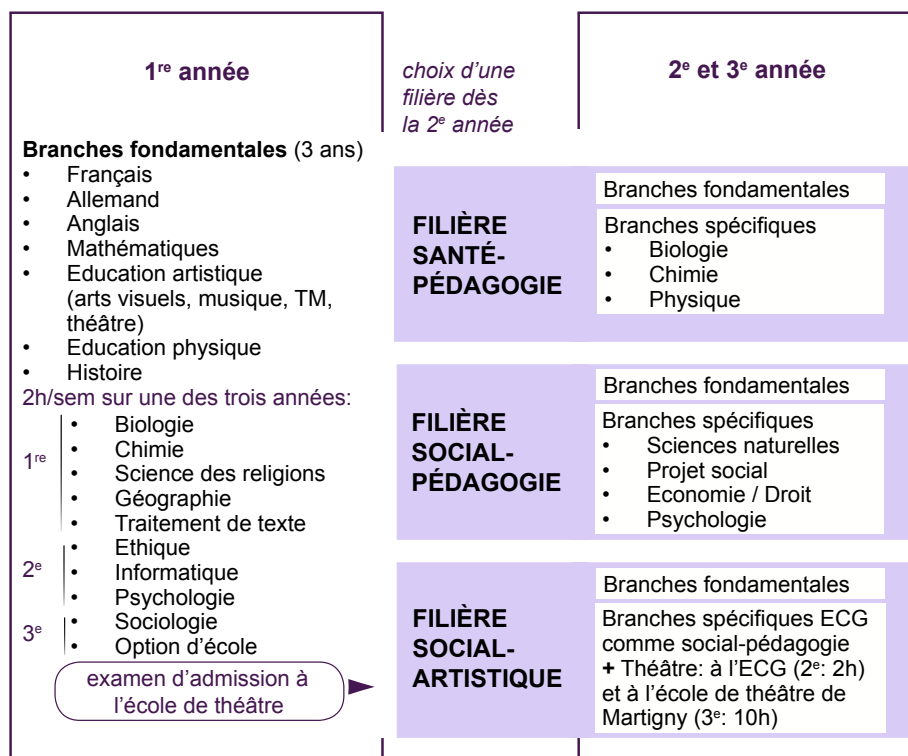 1re année
Branches fondamentales (3 ans)
• Français
• Allemand
• Anglais
• Mathématiques
• Education artistique
(arts visuels, musique, TM,
théâtre)
• Education physique
• Histoire
2h/sem sur une des trois années:
1re
• Biologie
• Chimie
• Science des religions
• Géographie
• Traitement de texte
2e
• Ethique
• Informatique
• Psychologie
3e
• Sociologie
• Option d’école
examen d’admission à
l’école de théâtre
choix d’une
filière dès
la 2e année
2e et 3e année
FILIÈRE
SANTÉ-
PÉDAGOGIE
Branches fondamentales
Branches spécifiques
• Biologie
• Chimie
• Physique
FILIÈRE
SOCIAL-
PÉDAGOGIE
Branches fondamentales
Branches spécifiques
• Sciences naturelles
• Projet social
• Economie / Droit
• Psychologie
FILIÈRE
SOCIAL-
ARTISTIQUE
Branches fondamentales
Branches spécifiques ECG
comme social-pédagogie
+ Théâtre: à l’ECG (2e: 2h)
et à l’école de théâtre de
Martigny (3e: 10h)